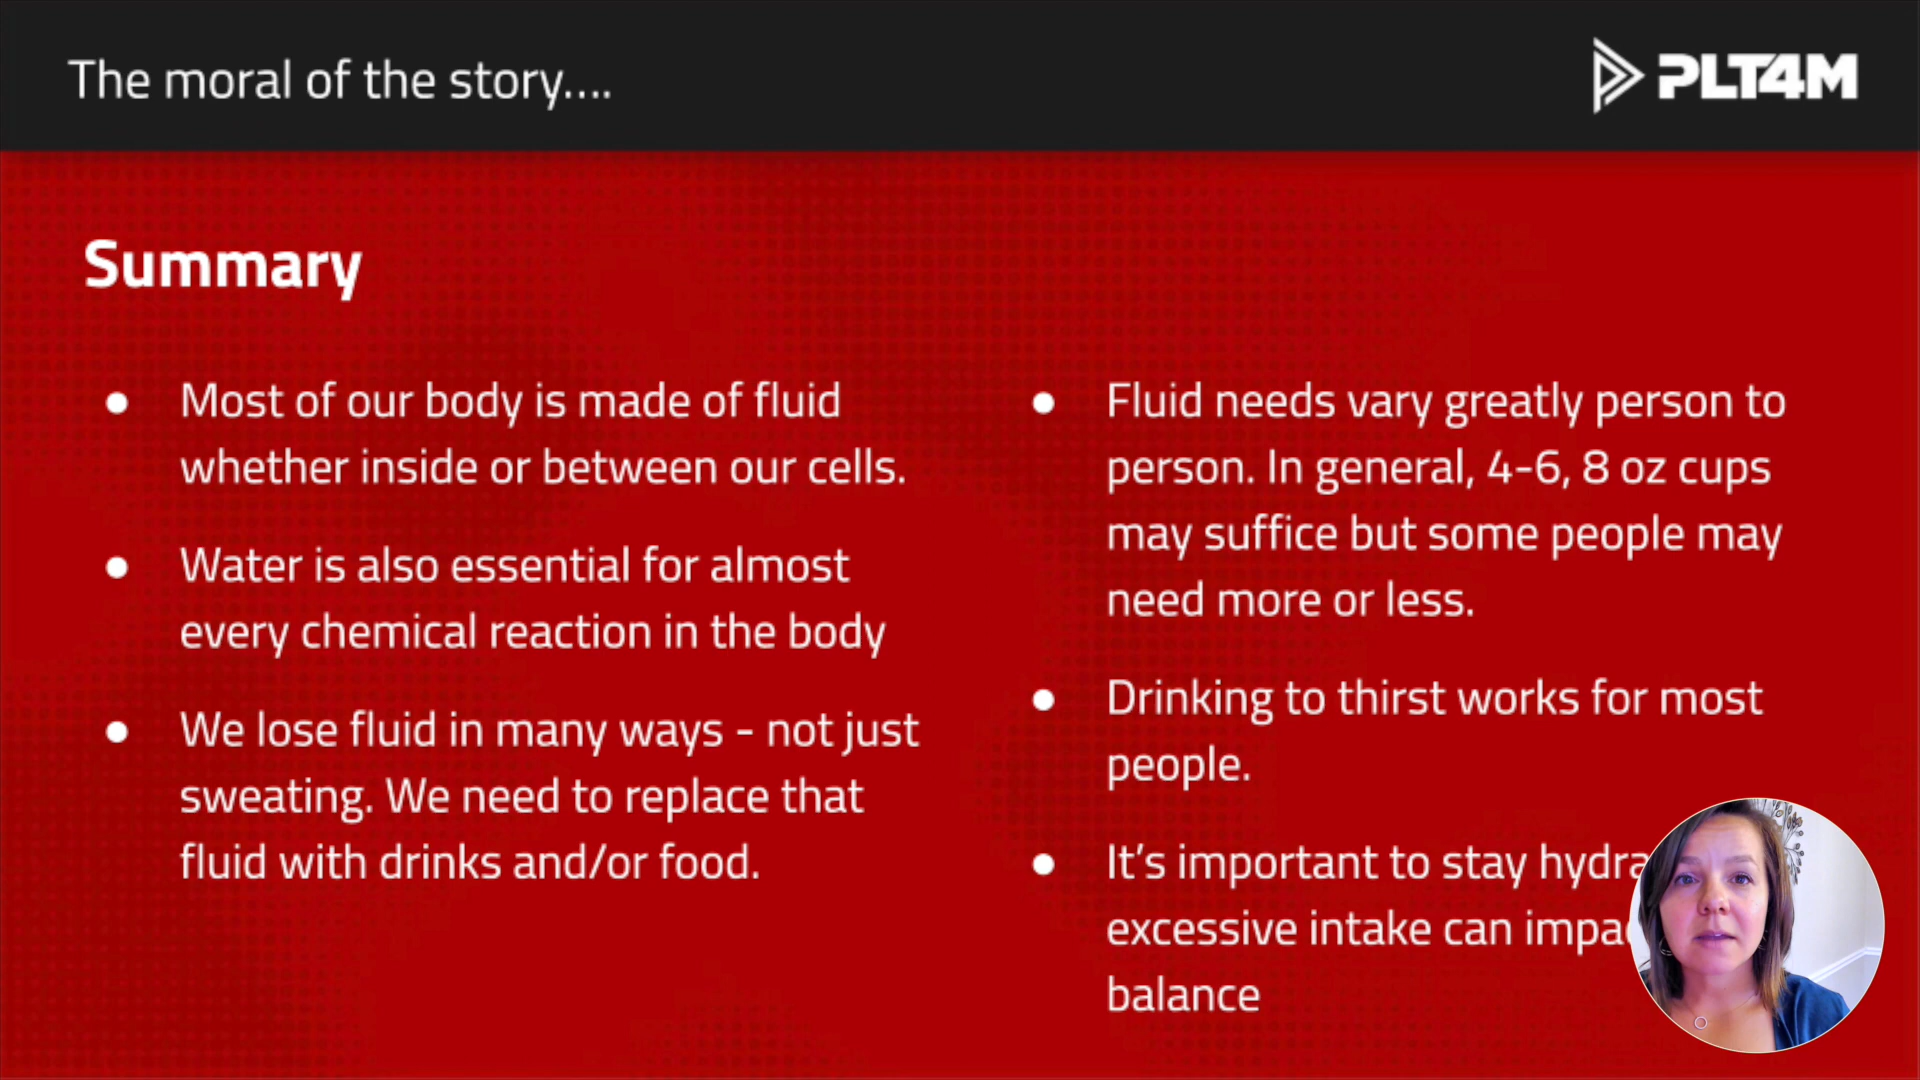 The moral of the story....
PLT4M
Summary
● Most of our body is made of fluid
whether inside or between our cells.
● Water is also essential for almost
every chemical reaction in the body
● We lose fluid in many ways - not just
sweating. We need to replace that
fluid with drinks and/or food.
● Fluid needs vary greatly person to
person. In general, 4-6, 8 oz cups
may suffice but some people may
need more or less.
● Drinking to thirst works for most
people.
● It's important to stay
excessive intake can
balance